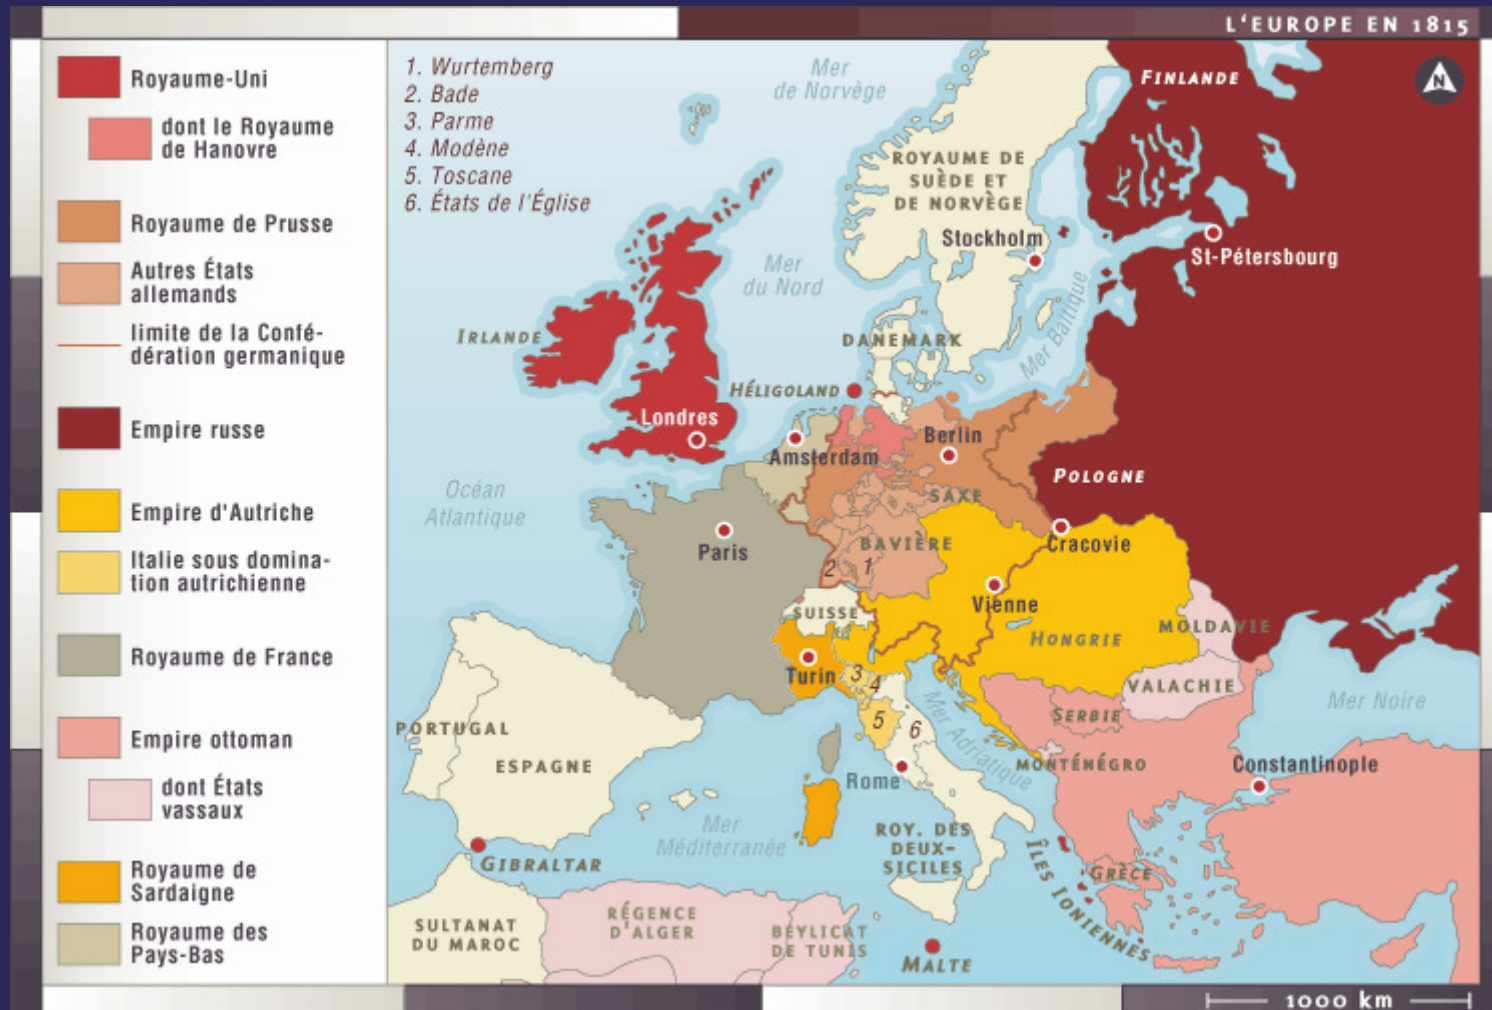 L'EUROPE EN 1815
Royaume-Uni
dont le Royaume
de Hanovre
Royaume de Prusse
Autres États
allemands
limite de la Confé-
dération germanique
Empire russe
Empire d'Autriche
Italie sous domina-
tion autrichienne
Royaume de France
Empire ottoman
dont États
vassaux
Royaume de
Sardaigne
Royaume des
Pays-Bas
1. Wurtemberg
2. Bade
3. Parme
4. Modène
5. Toscane
6. États de l'Église
Mer
de Norvège
FINLANDE
N
ROYAUME DE
SUÈDE ET
DE NORVÈGE
Stockholm
St-Pétersbourg
Mer
du Nord
Mer Baltique
IRLANDE
DANEMARK
HÉLIGOLAND
Londres
Amsterdam
Berlin
POLOGNE
Océan
Atlantique
SAXE
Paris
BAVIÈRE
Cracovie
2
1
Vienne
SUISSE
HONGRIE
MOLDAVIE
Turin
3
4
VALACHIE
Mer Noire
PORTUGAL
5
6
Mer Adriatique
SERBIE
ESPAGNE
MONTÉNÉGRO
Constantinople
Rome
Mer
Méditerranée
ROY. DES
DEUX-
SICILES
GIBRALTAR
ÎLES IONIENNES
GRÈCE
SULTANAT
DU MAROC
RÉGENCE
D'ALGER
BEYLICAT
DE TUNIS
MALTE
1000 km